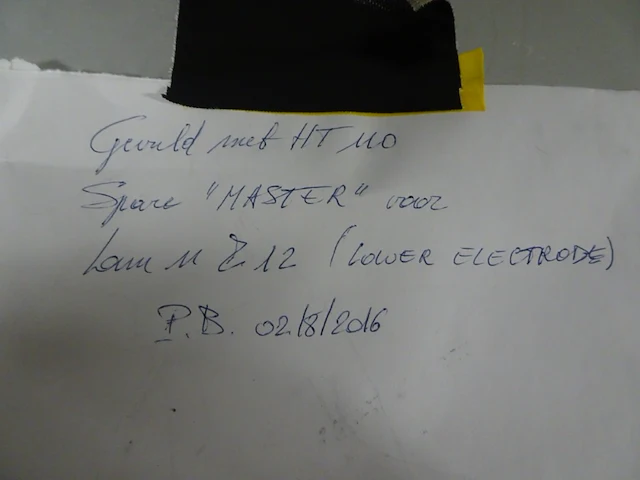 Gevuld met HT 110
Spare "MASTER" voor
Lam 11 & 12 (LOWER ELECTRODE)
P.B. 02/8/2016